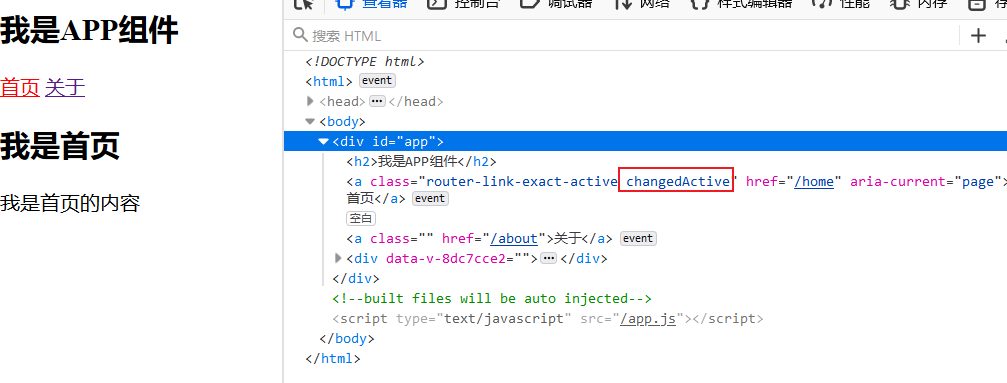 我是APP组件
首页 关于
我是首页
我是首页的内容
查看器 控制台 调试器 网络 样式编辑器 性能 内存
搜索 HTML
<!DOCTYPE html>
<html> event
<head> ••• </head>
<body>
<div id="app">
<h2>我是APP组件</h2>
<a class="router-link-exact-active changedActive" href="/home" aria-current="page">
首页</a> event
空白
<a class="" href="/about">关于</a> event
<div data-v-8dc7cce2=""> ••• </div>
</div>
<!--built files will be auto injected-->
<script type="text/javascript" src="/app.js"></script>
</body>
</html>